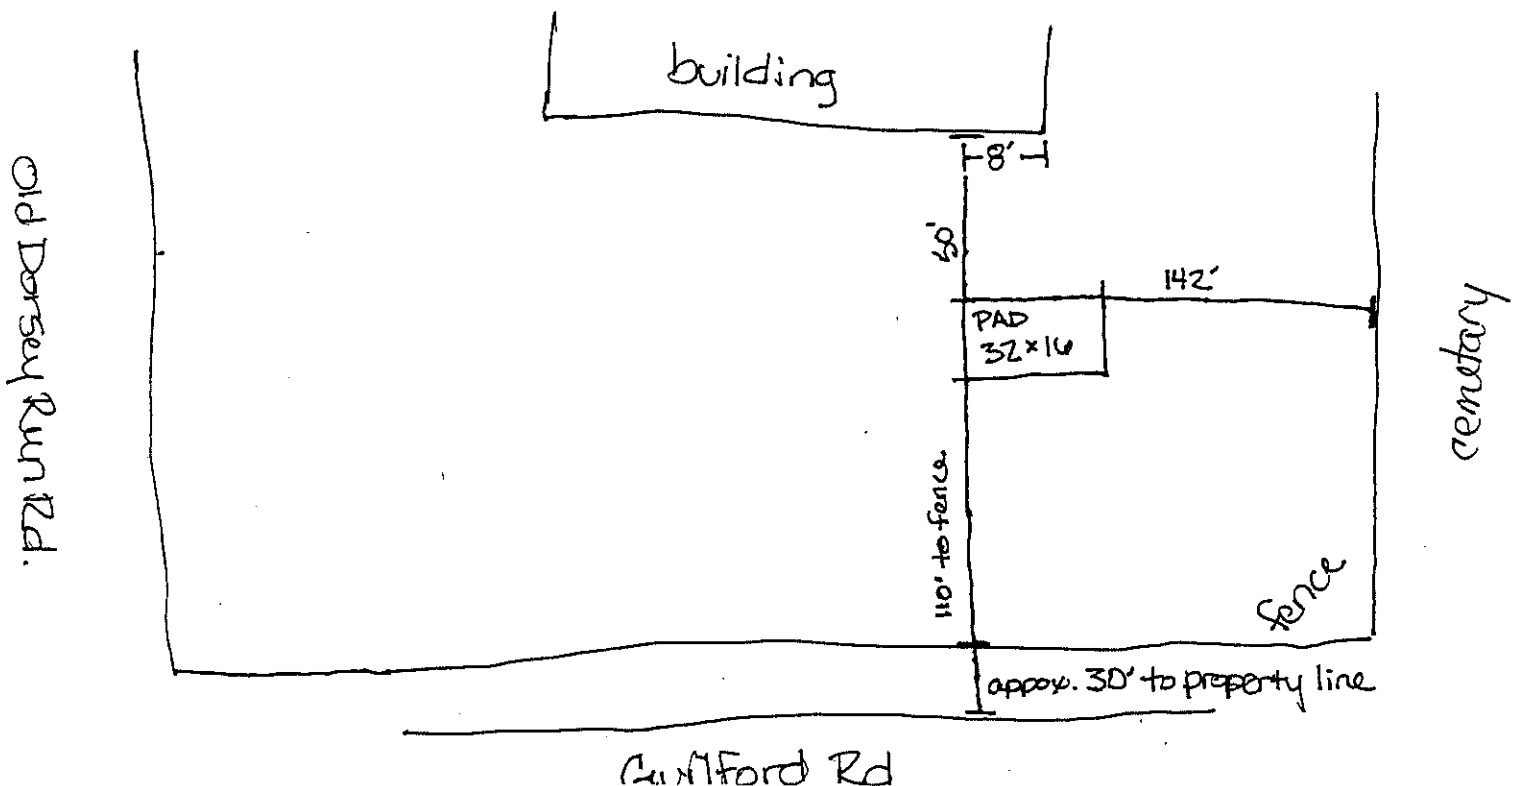 building
8'
50'
142'
PAD
32×16
110' to fence
fence
appox. 30' to property line
Guilford Rd
Old Dorsey Run Rd.
cemetary